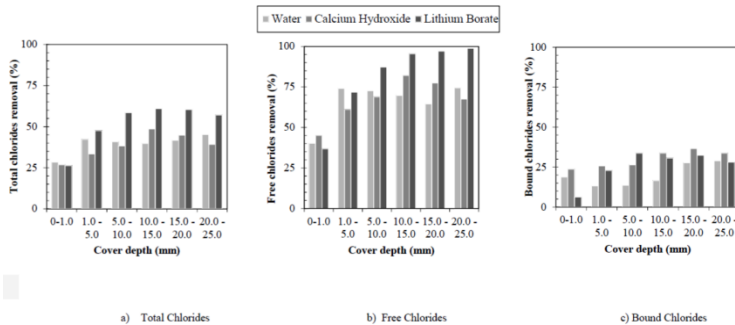 Water Calcium Hydroxide Lithium Borate
Total chlorides removal (%)
100
75
50
25
0
0-1.0 1.0 - 5.0 - 10.0 - 15.0 - 20.0 -
5.0 10.0 15.0 20.0 25.0
Cover depth (mm)
a) Total Chlorides
Free chlorides removal (%)
100
75
50
25
0
0-1.0 1.0 - 5.0 - 10.0 - 15.0 - 20.0 -
5.0 10.0 15.0 20.0 25.0
Cover depth (mm)
b) Free Chlorides
Bound chlorides removal (%)
100
75
50
25
0
0-1.0 1.0 - 5.0 - 10.0 - 15.0 - 20.0 -
5.0 10.0 15.0 20.0 25.0
Cover depth (mm)
c) Bound Chlorides